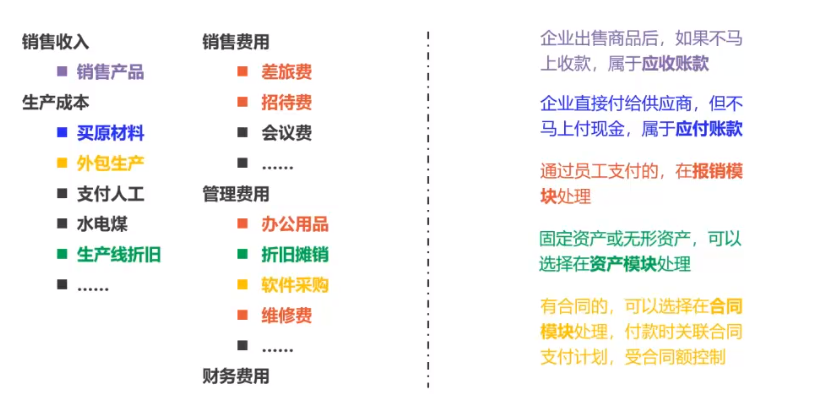 销售收入
■ 销售产品
生产成本
■ 买原材料
■ 外包生产
■ 支付人工
■ 水电煤
■ 生产线折旧
■ ......
销售费用
■ 差旅费
■ 招待费
■ 会议费
■ ......
管理费用
■ 办公用品
■ 折旧摊销
■ 软件采购
■ 维修费
■ ......
财务费用
企业出售商品后，如果不马
上收款，属于应收账款
企业直接付给供应商，但不
马上付现金，属于应付账款
通过员工支付的，在报销模
块处理
固定资产或无形资产，可以
选择在资产模块处理
有合同的，可以选择在合同
模块处理，付款时关联合同
支付计划，受合同额控制